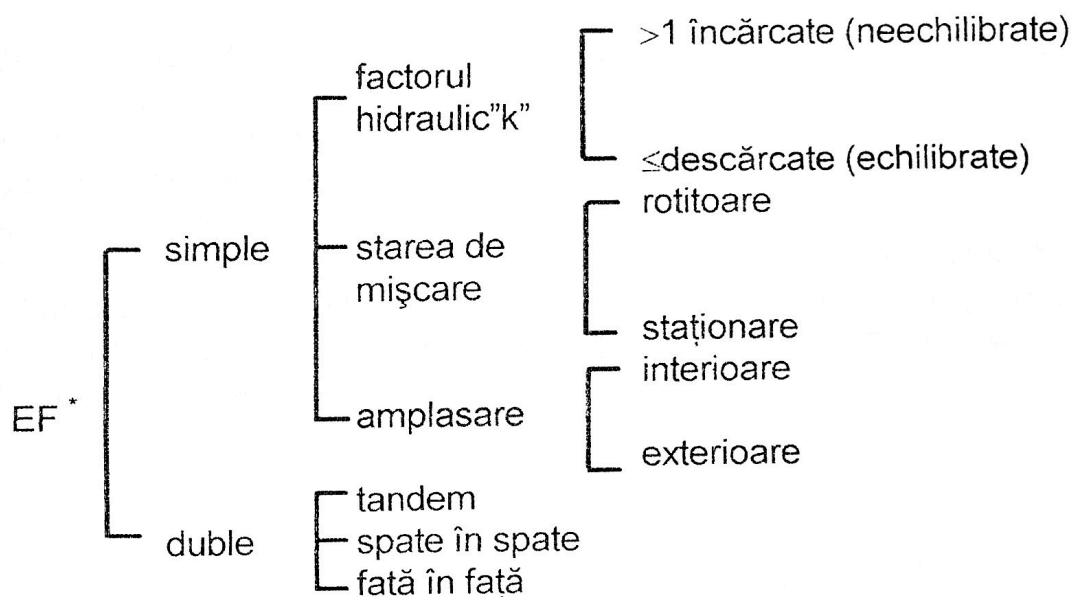 >1 încărcate (neechilibrate)
factorul
hidraulic”k”
≤descărcate (echilibrate)
rotitoare
simple
starea de
mişcare
staționare
interioare
EF *
amplasare
exterioare
tandem
duble
spate în spate
față în față